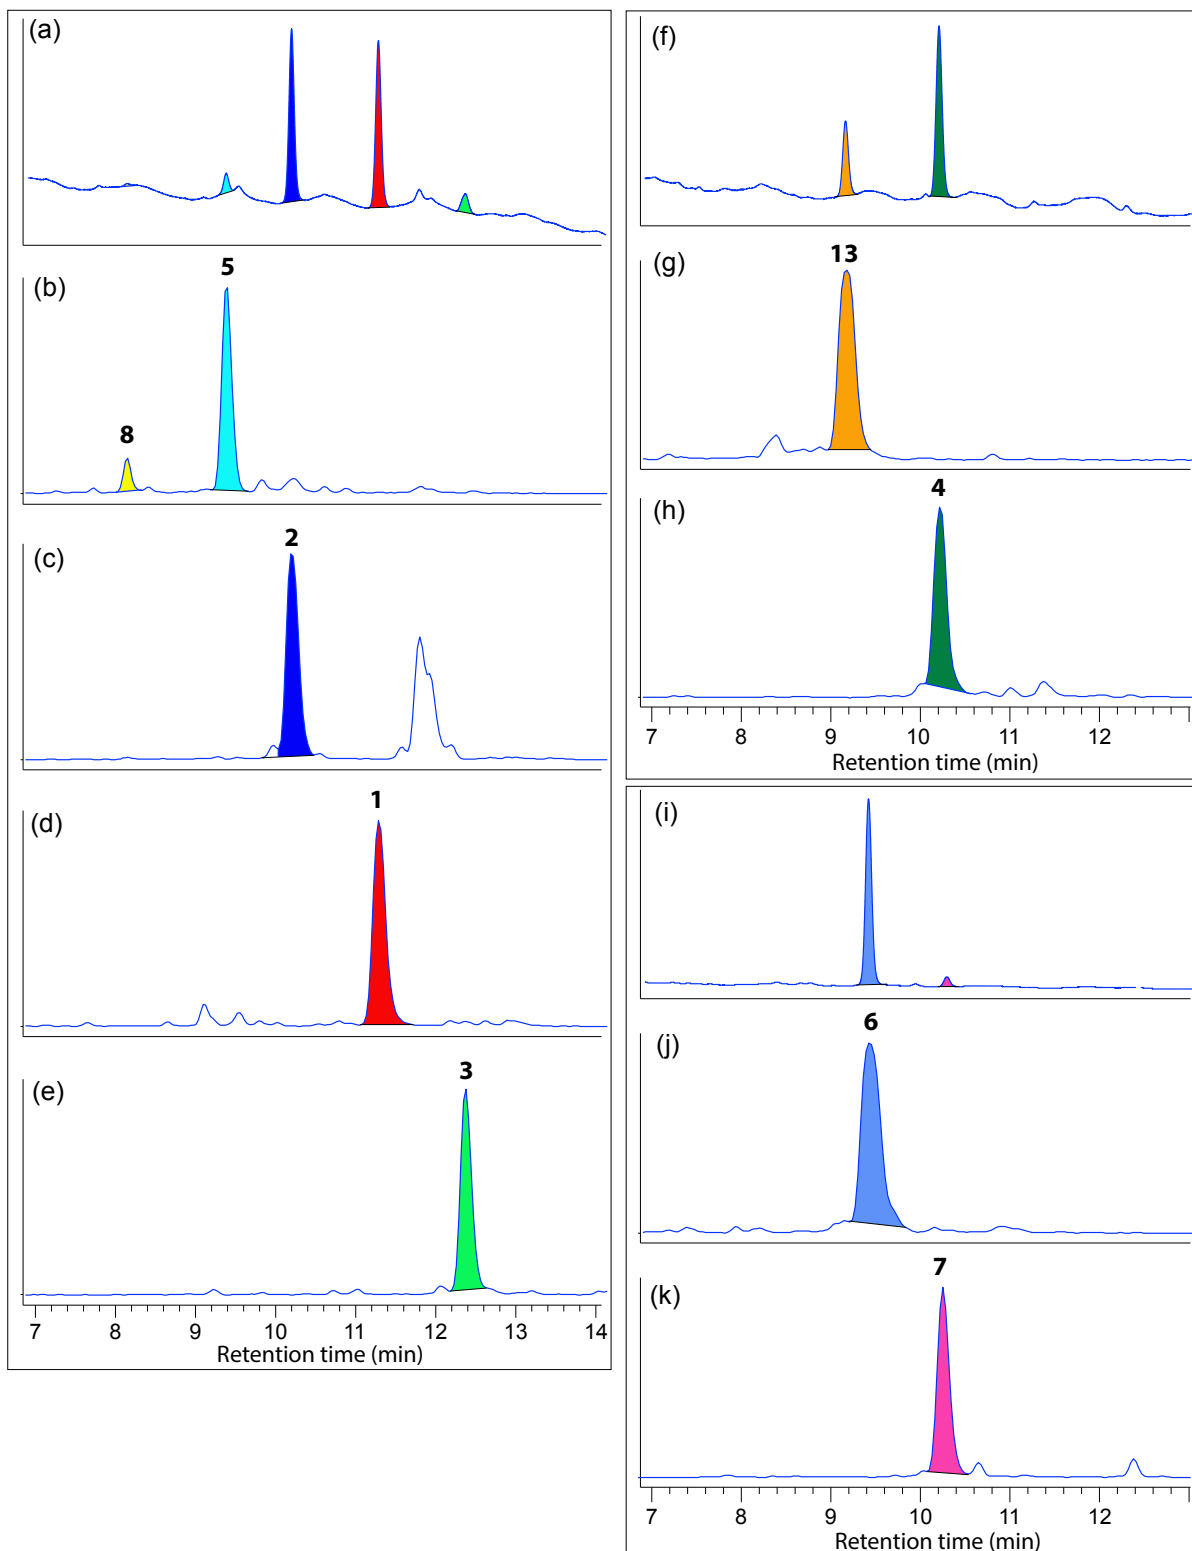 (a)
(b)
5
8
(c)
2
(d)
1
(e)
3
7 8 9 10 11 12 13 14
Retention time (min)
(f)
(g)
13
(h)
4
7 8 9 10 11 12
Retention time (min)
(i)
(j)
6
(k)
7
7 8 9 10 11 12
Retention time (min)